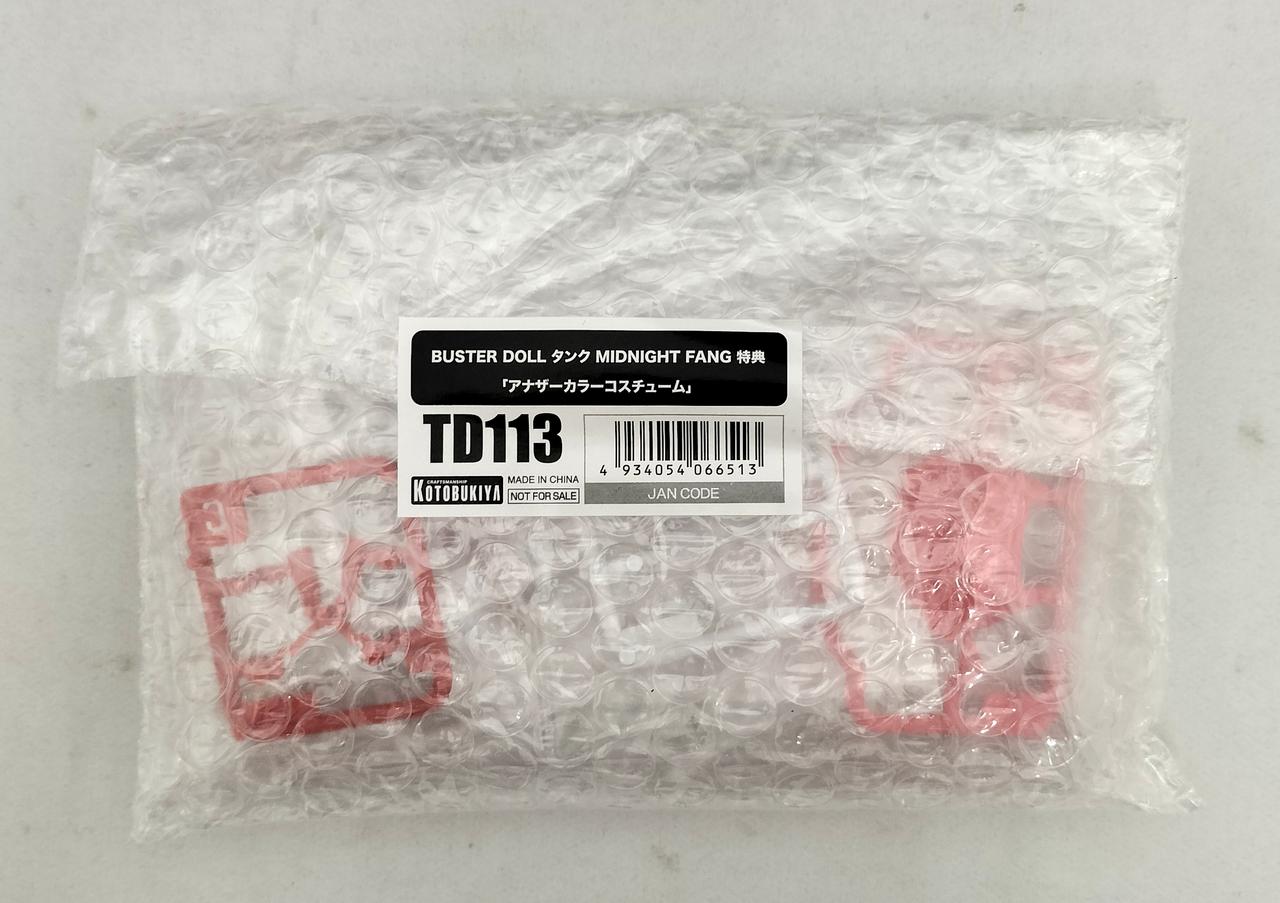 BUSTER DOLL タンク MIDNIGHT FANG 特典
「アナザーカラーコスチューム」
TD113
4 934054 066513
CRAFTSMANSHIP
KOTOBUKIYA
MADE IN CHINA
NOT FOR SALE
JAN CODE
C